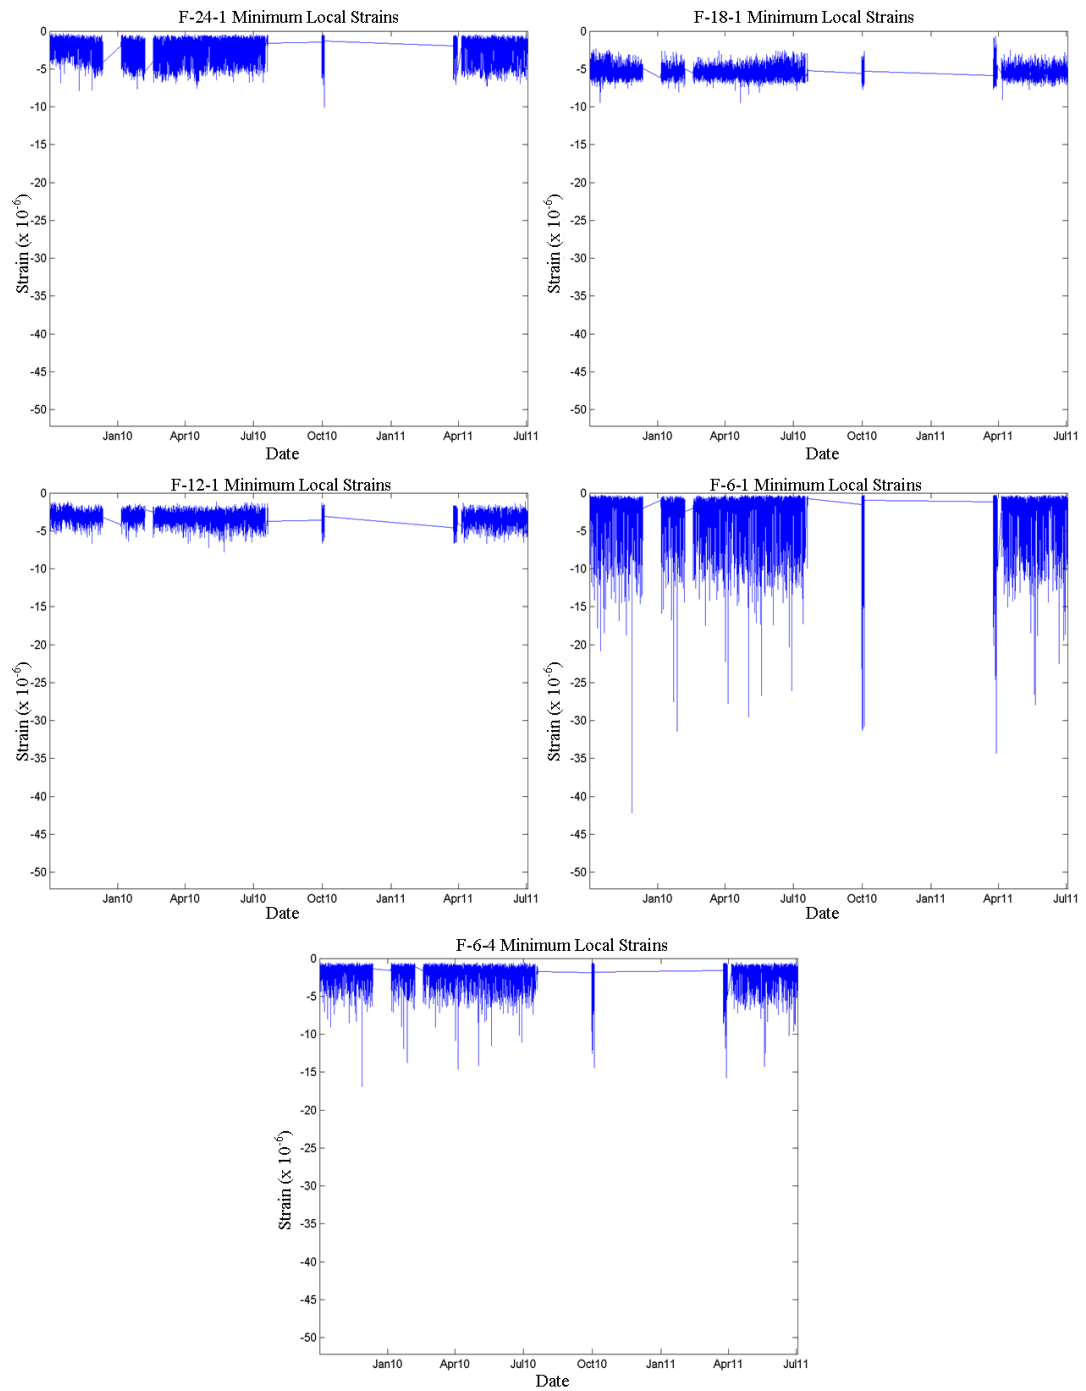 F-24-1 Minimum Local Strains
0
-5
-10
-15
-20
-25
-30
-35
-40
-45
-50
Strain (x 10^-6)
Jan10 Apr10 Jul10 Oct10 Jan11 Apr11 Jul11
Date
F-18-1 Minimum Local Strains
0
-5
-10
-15
-20
-25
-30
-35
-40
-45
-50
Strain (x 10^-6)
Jan10 Apr10 Jul10 Oct10 Jan11 Apr11 Jul11
Date
F-12-1 Minimum Local Strains
0
-5
-10
-15
-20
-25
-30
-35
-40
-45
-50
Strain (x 10^-6)
Jan10 Apr10 Jul10 Oct10 Jan11 Apr11 Jul11
Date
F-6-1 Minimum Local Strains
0
-5
-10
-15
-20
-25
-30
-35
-40
-45
-50
Strain (x 10^-6)
Jan10 Apr10 Jul10 Oct10 Jan11 Apr11 Jul11
Date
F-6-4 Minimum Local Strains
0
-5
-10
-15
-20
-25
-30
-35
-40
-45
-50
Strain (x 10^-6)
Jan10 Apr10 Jul10 Oct10 Jan11 Apr11 Jul11
Date